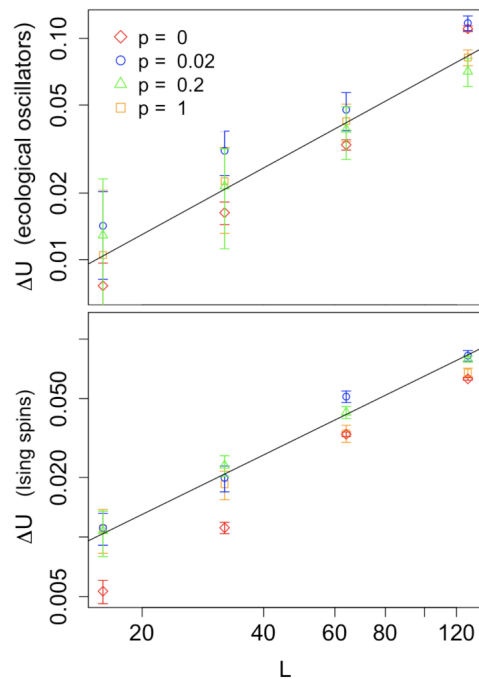 ΔU (ecological oscillators)
0.10
0.05
0.02
0.01
p = 0
p = 0.02
p = 0.2
p = 1
ΔU (Ising spins)
0.050
0.020
0.005
20
40
60
80
120
L